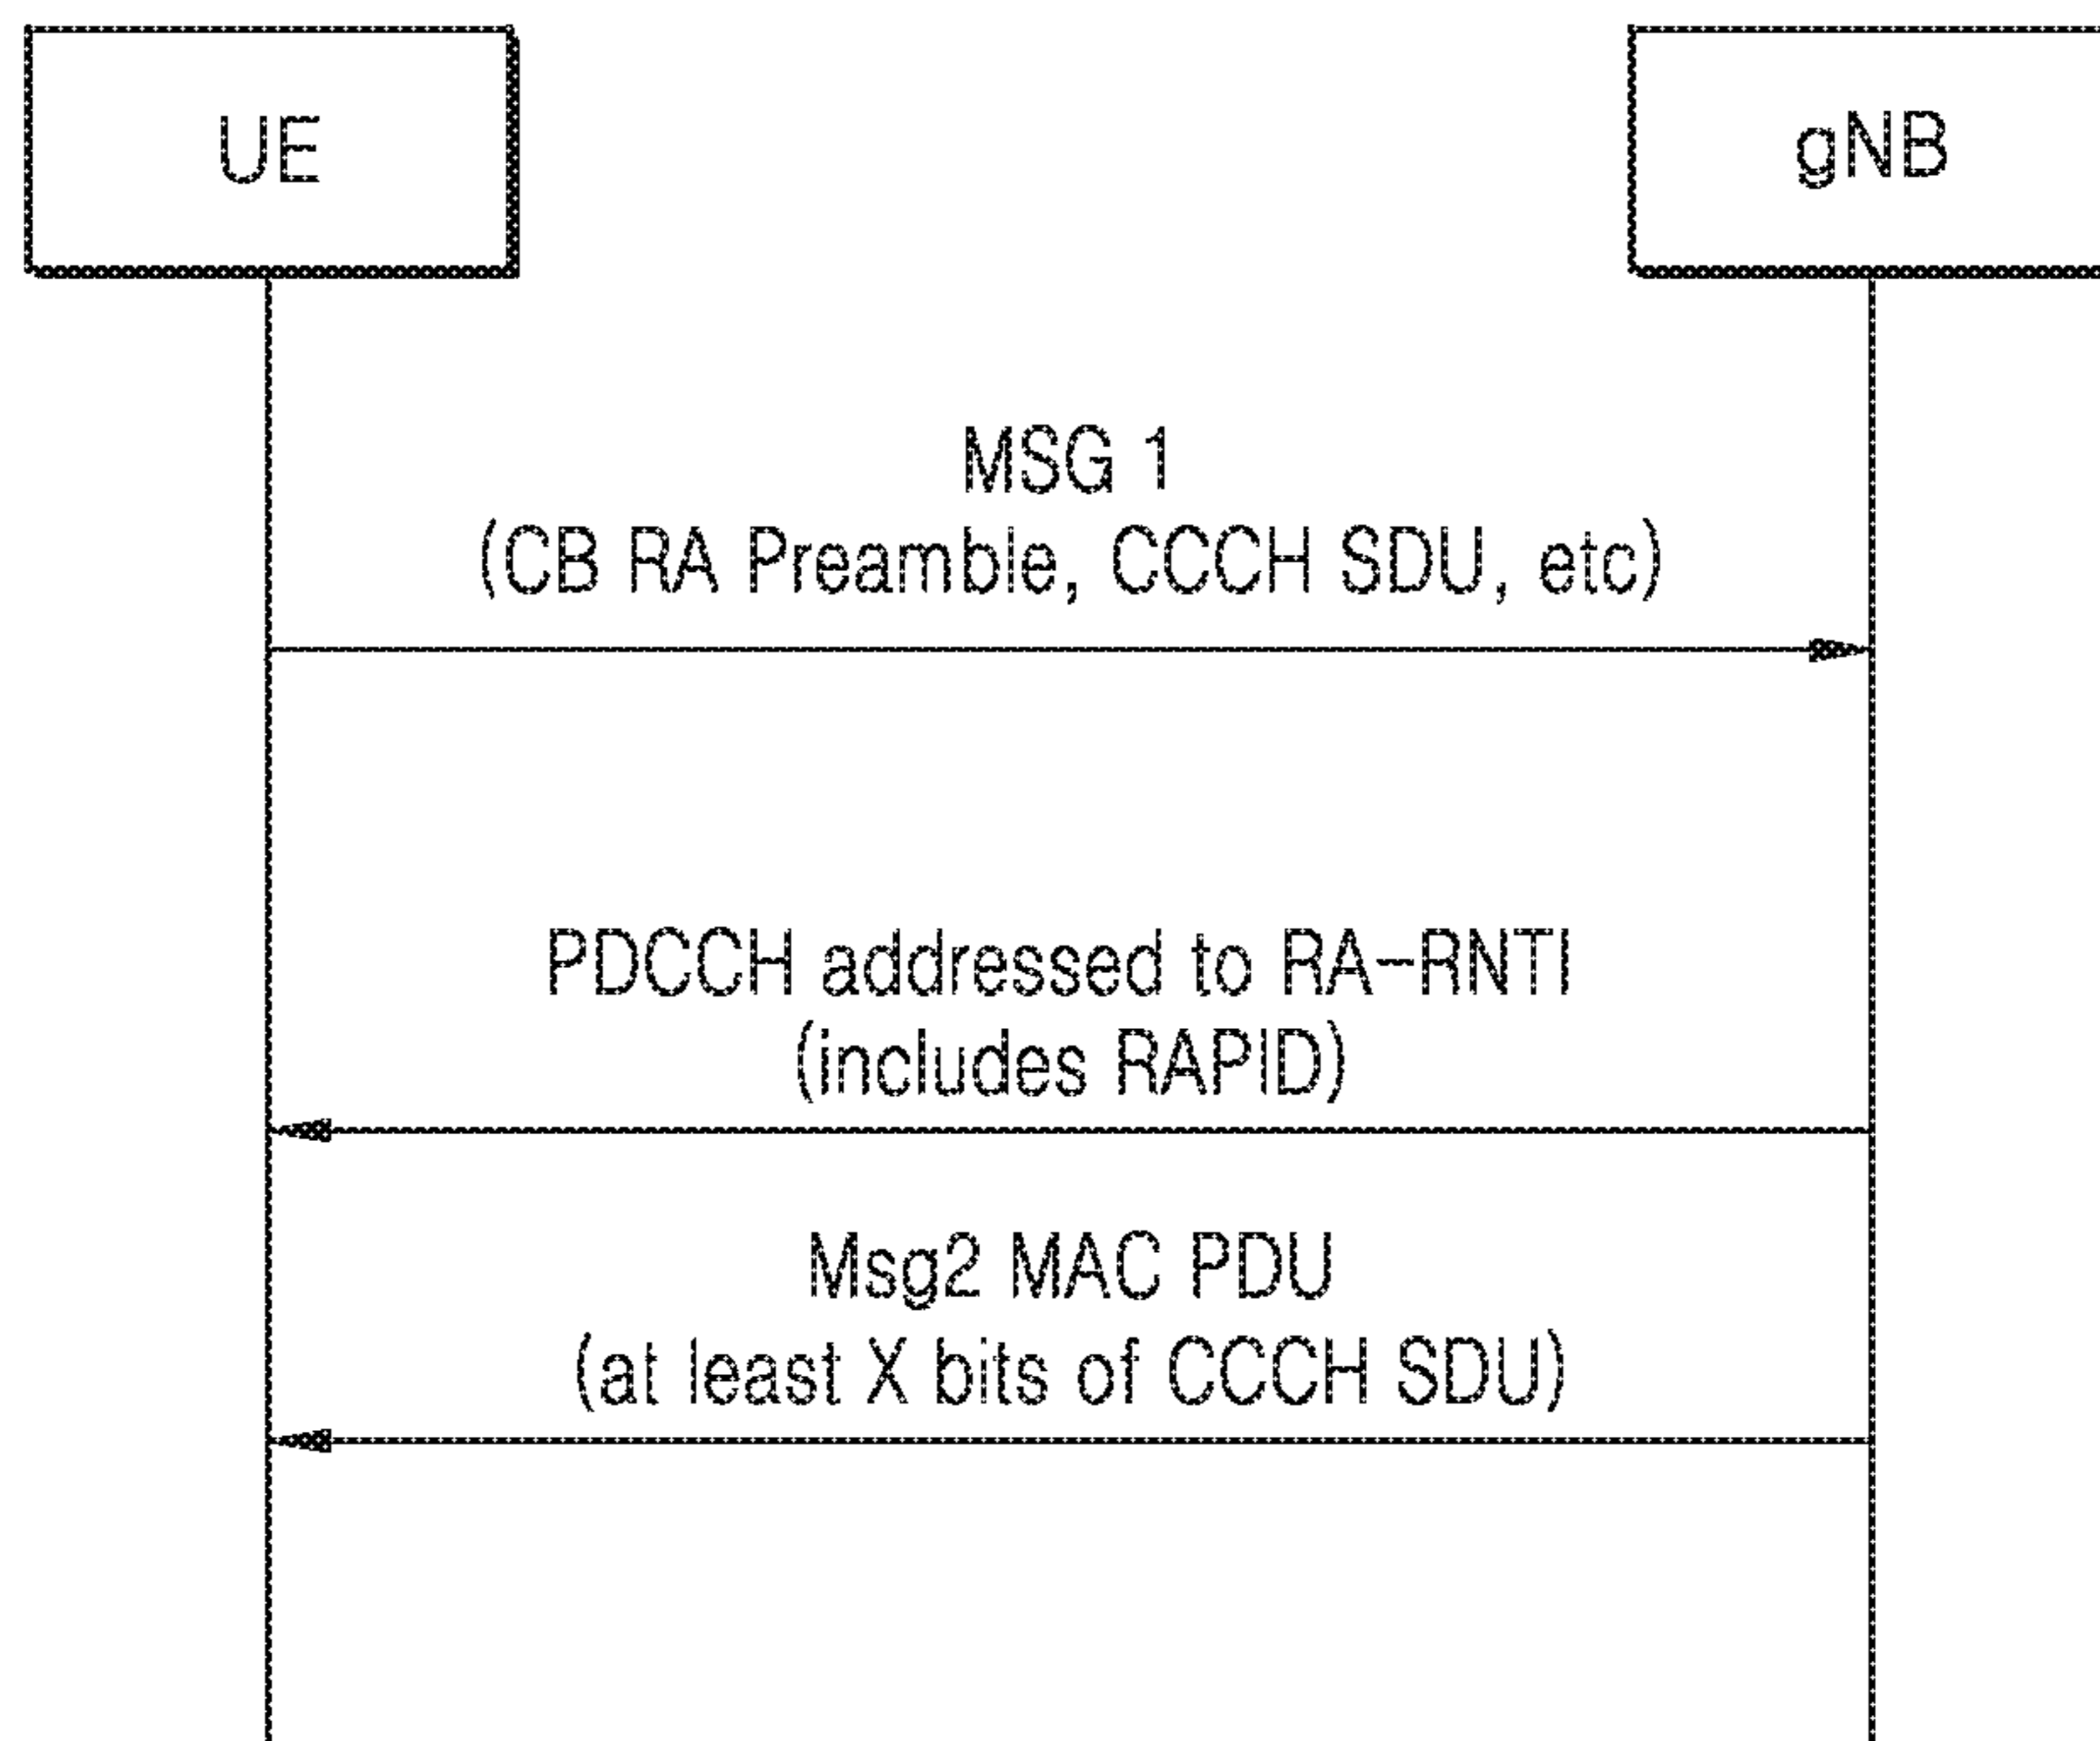 UE
gNB
MSG 1
(CB RA Preamble, CCCH SDU, etc)
PDCCH addressed to RA-RNTI
(includes RAPID)
Msg2 MAC PDU
(at least X bits of CCCH SDU)